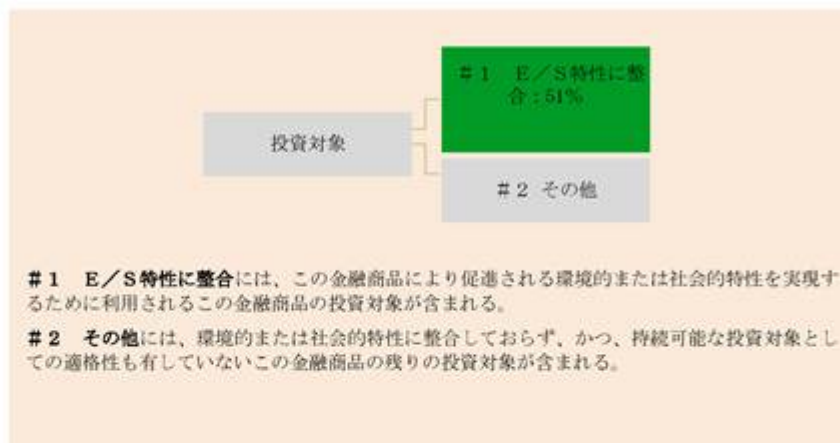 ＃１　Ｅ／Ｓ特性に整
合：51％
投資対象
＃２ その他
＃１　Ｅ／Ｓ特性に整合には、この金融商品により促進される環境的または社会的特性を実現す
るために利用されるこの金融商品の投資対象が含まれる。
＃２　その他には、環境的または社会的特性に整合しておらず、かつ、持続可能な投資対象とし
ての適格性も有していないこの金融商品の残りの投資対象が含まれる。